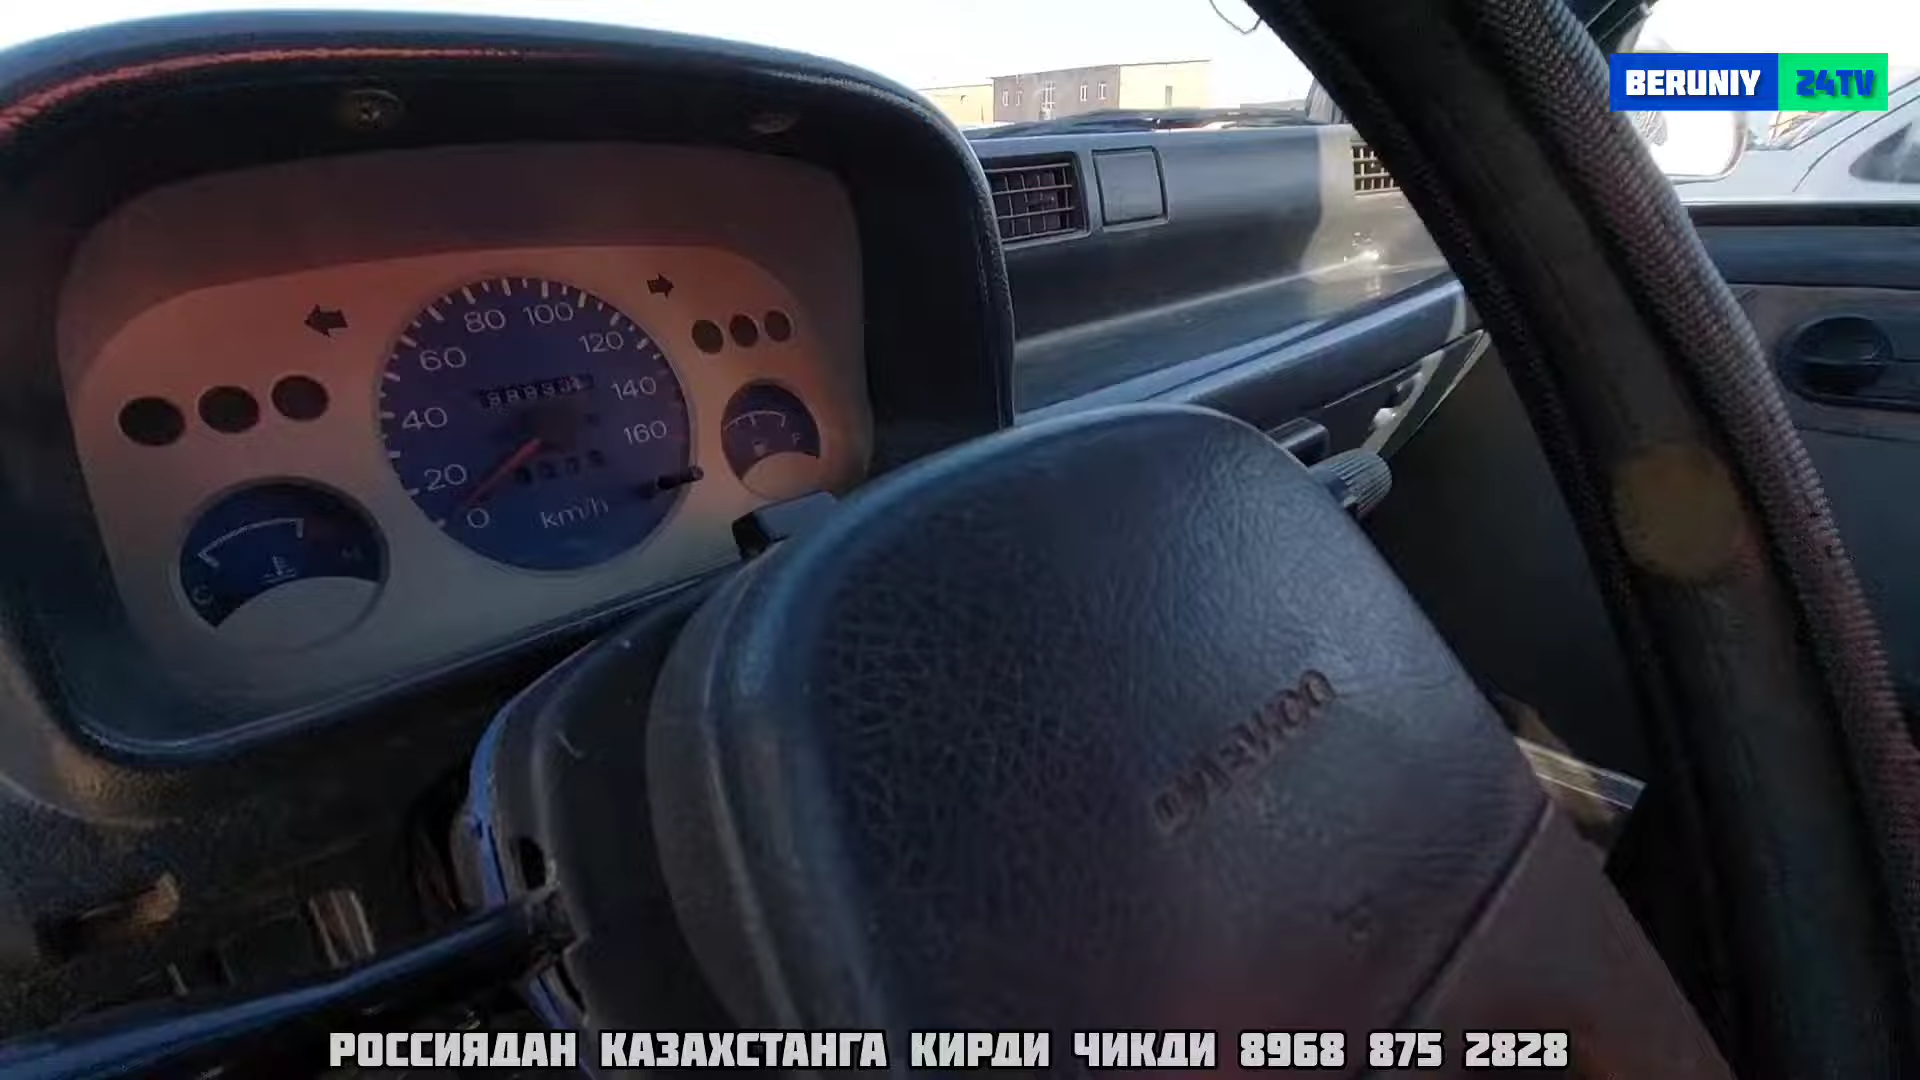 BERUNIY 24TV
80 100
60 120
140
40
160
20
0 km/h
F
C
DAEWOO
РОССИЯДАН КАЗАХСТАНГА КИРДИ ЧИКДИ 8968 875 2828